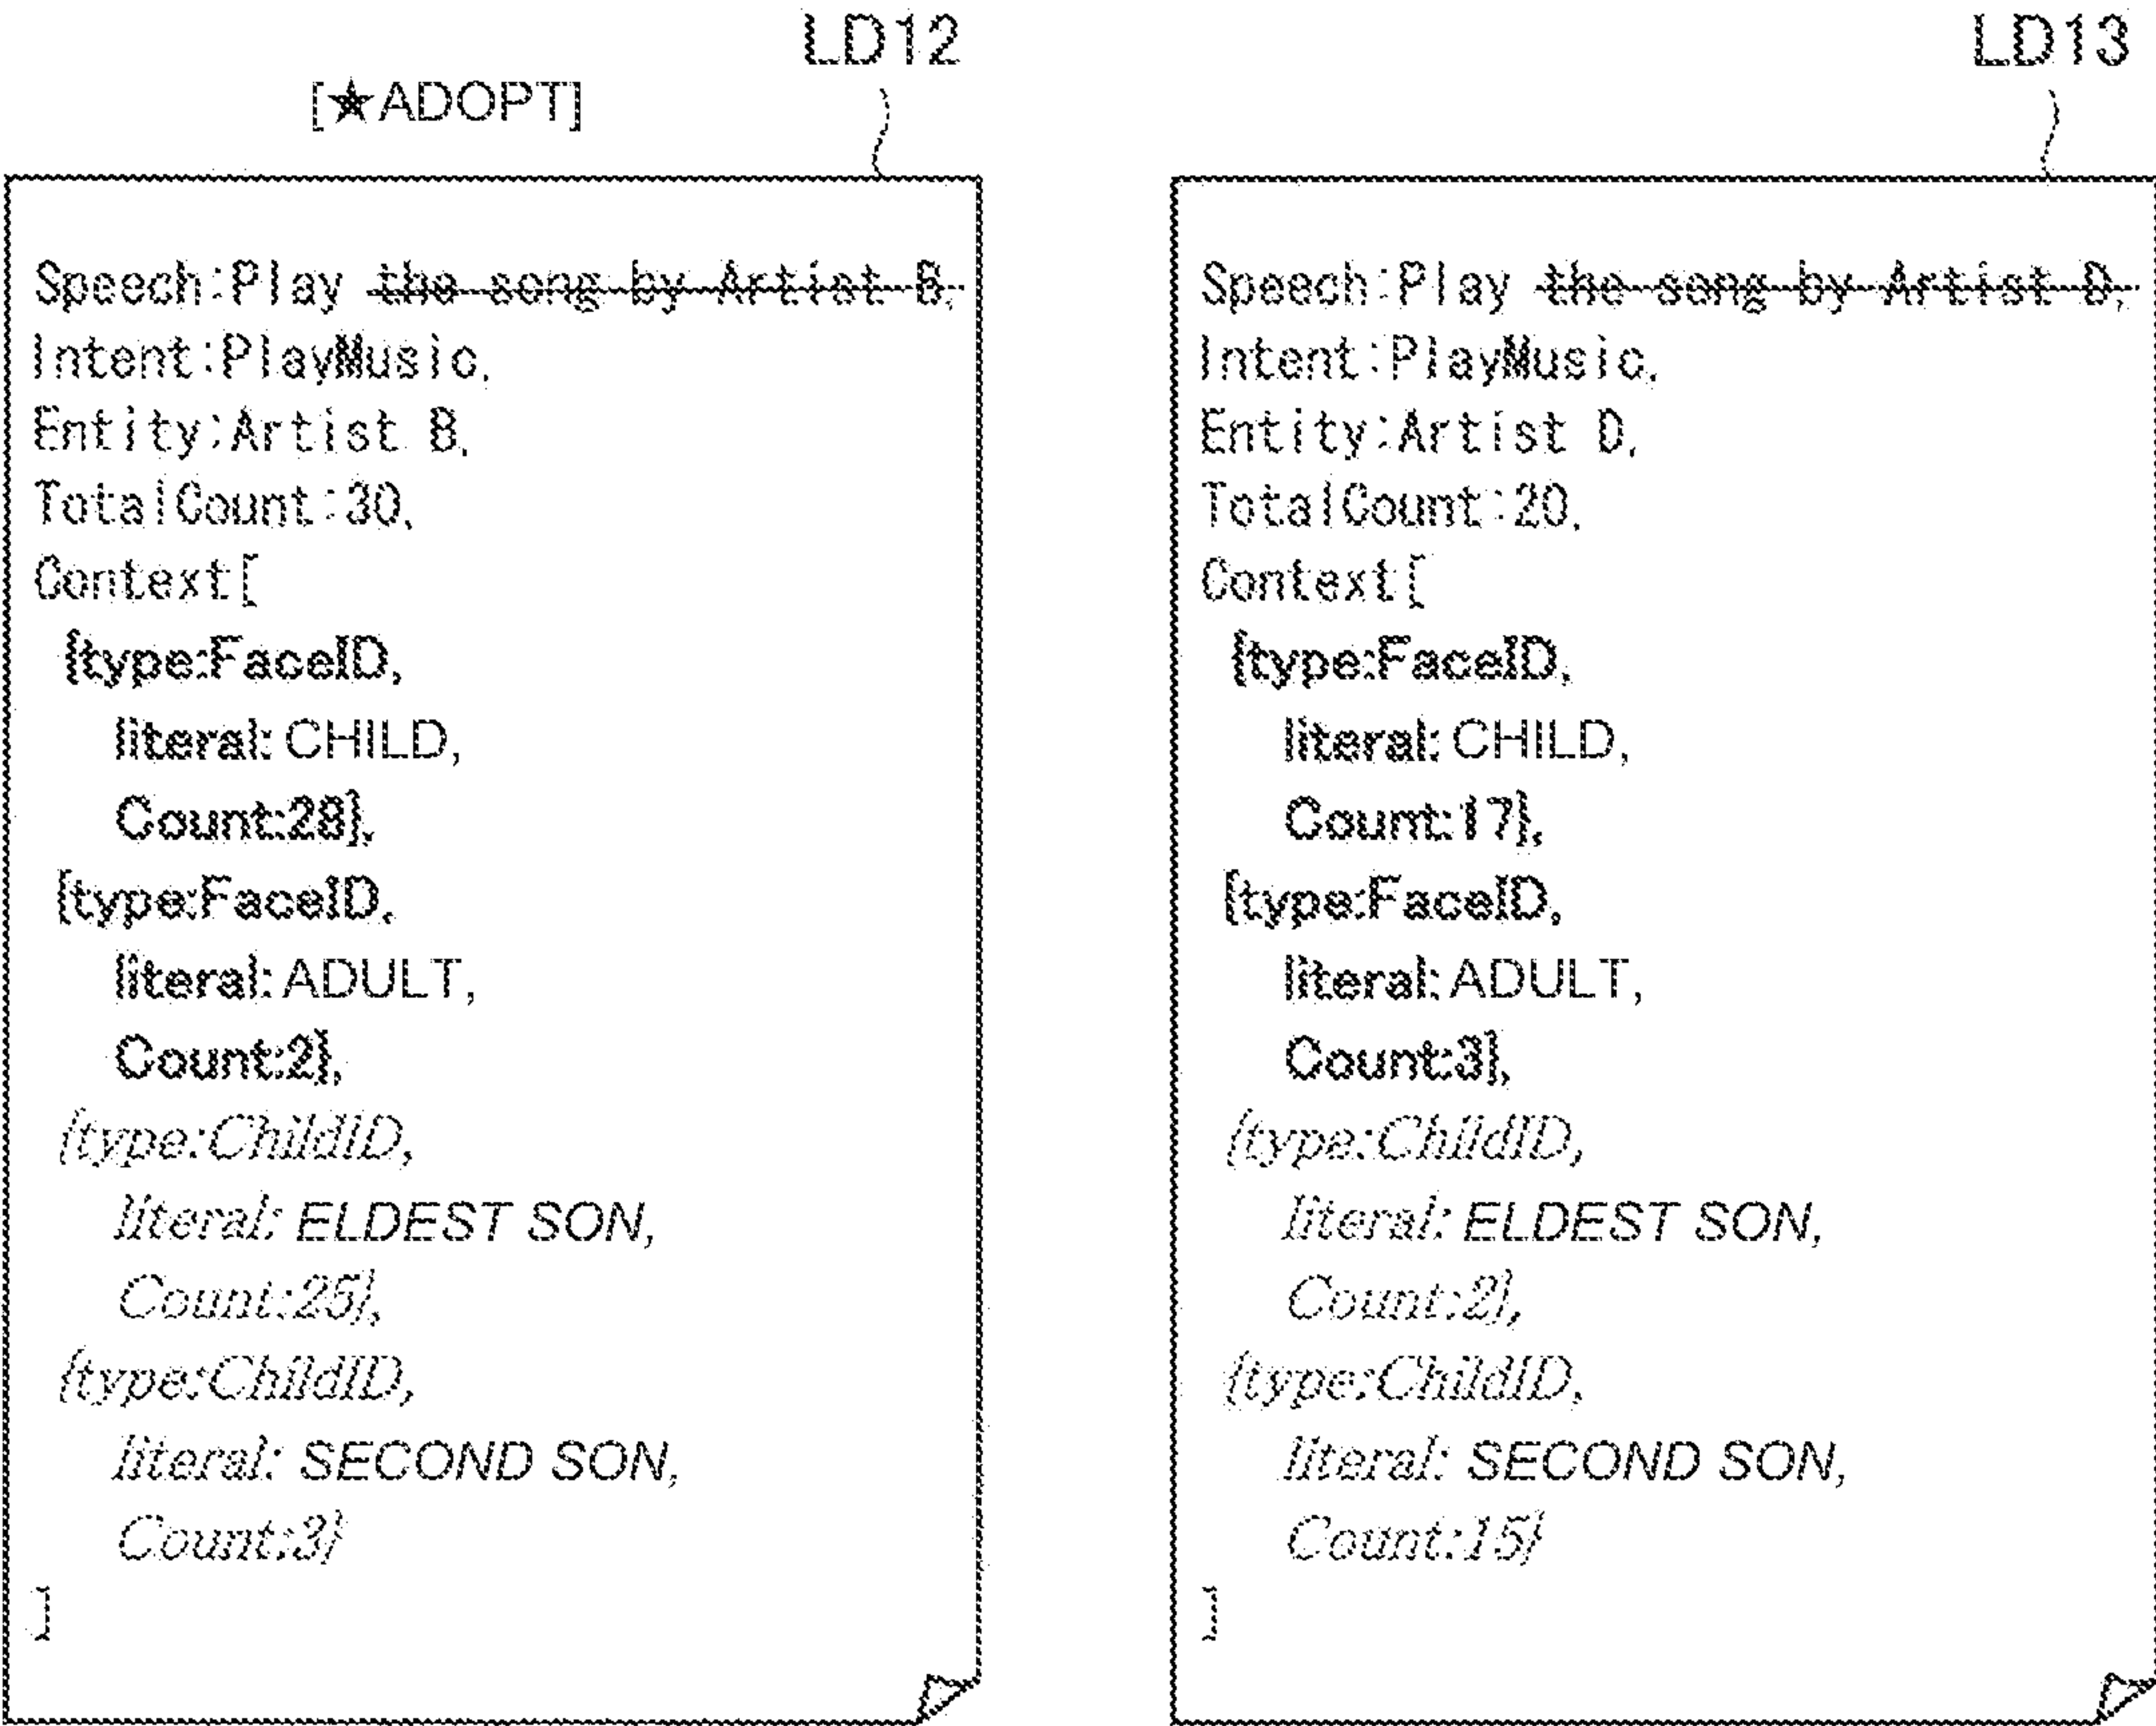 LD12
[★ADOPT]
Speech:Play the song by Artist B,
Intent:PlayMusic,
Entity:Artist B,
TotalCount:30,
Context[
{type:FaceID,
literal: CHILD,
Count:28},
{type:FaceID,
literal: ADULT,
Count:2},
{type:ChildID,
literal: ELDEST SON,
Count:25},
{type:ChildID,
literal: SECOND SON,
Count:3}
]
LD13
Speech:Play the song by Artist D,
Intent:PlayMusic,
Entity:Artist D,
TotalCount:20,
Context[
{type:FaceID,
literal: CHILD,
Count:17},
{type:FaceID,
literal: ADULT,
Count:3},
{type:ChildID,
literal: ELDEST SON,
Count:2},
{type:ChildID,
literal: SECOND SON,
Count:15}
]